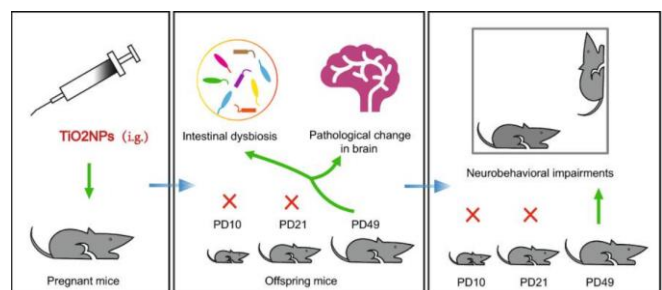 TiO2NPs (i.g.)
Pregnant mice
Intestinal dysbiosis
Pathological change
in brain
PD10
PD21
PD49
Offspring mice
Neurobehavioral impairments
PD10
PD21
PD49